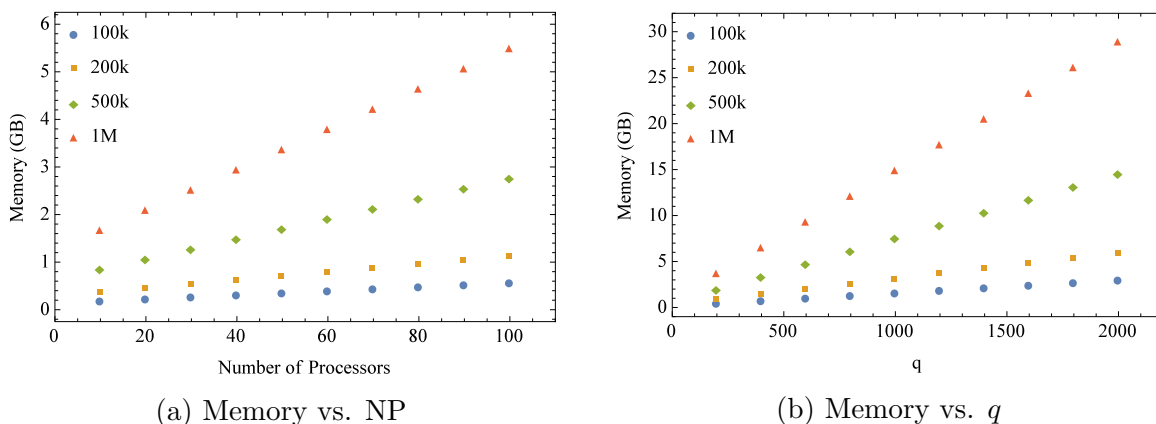 6
5
4
3
2
1
0
Memory (GB)
100k
200k
500k
1M
0 20 40 60 80 100
Number of Processors
(a) Memory vs. NP
30
25
20
15
10
5
0
Memory (GB)
100k
200k
500k
1M
0 500 1000 1500 2000
q
(b) Memory vs. q